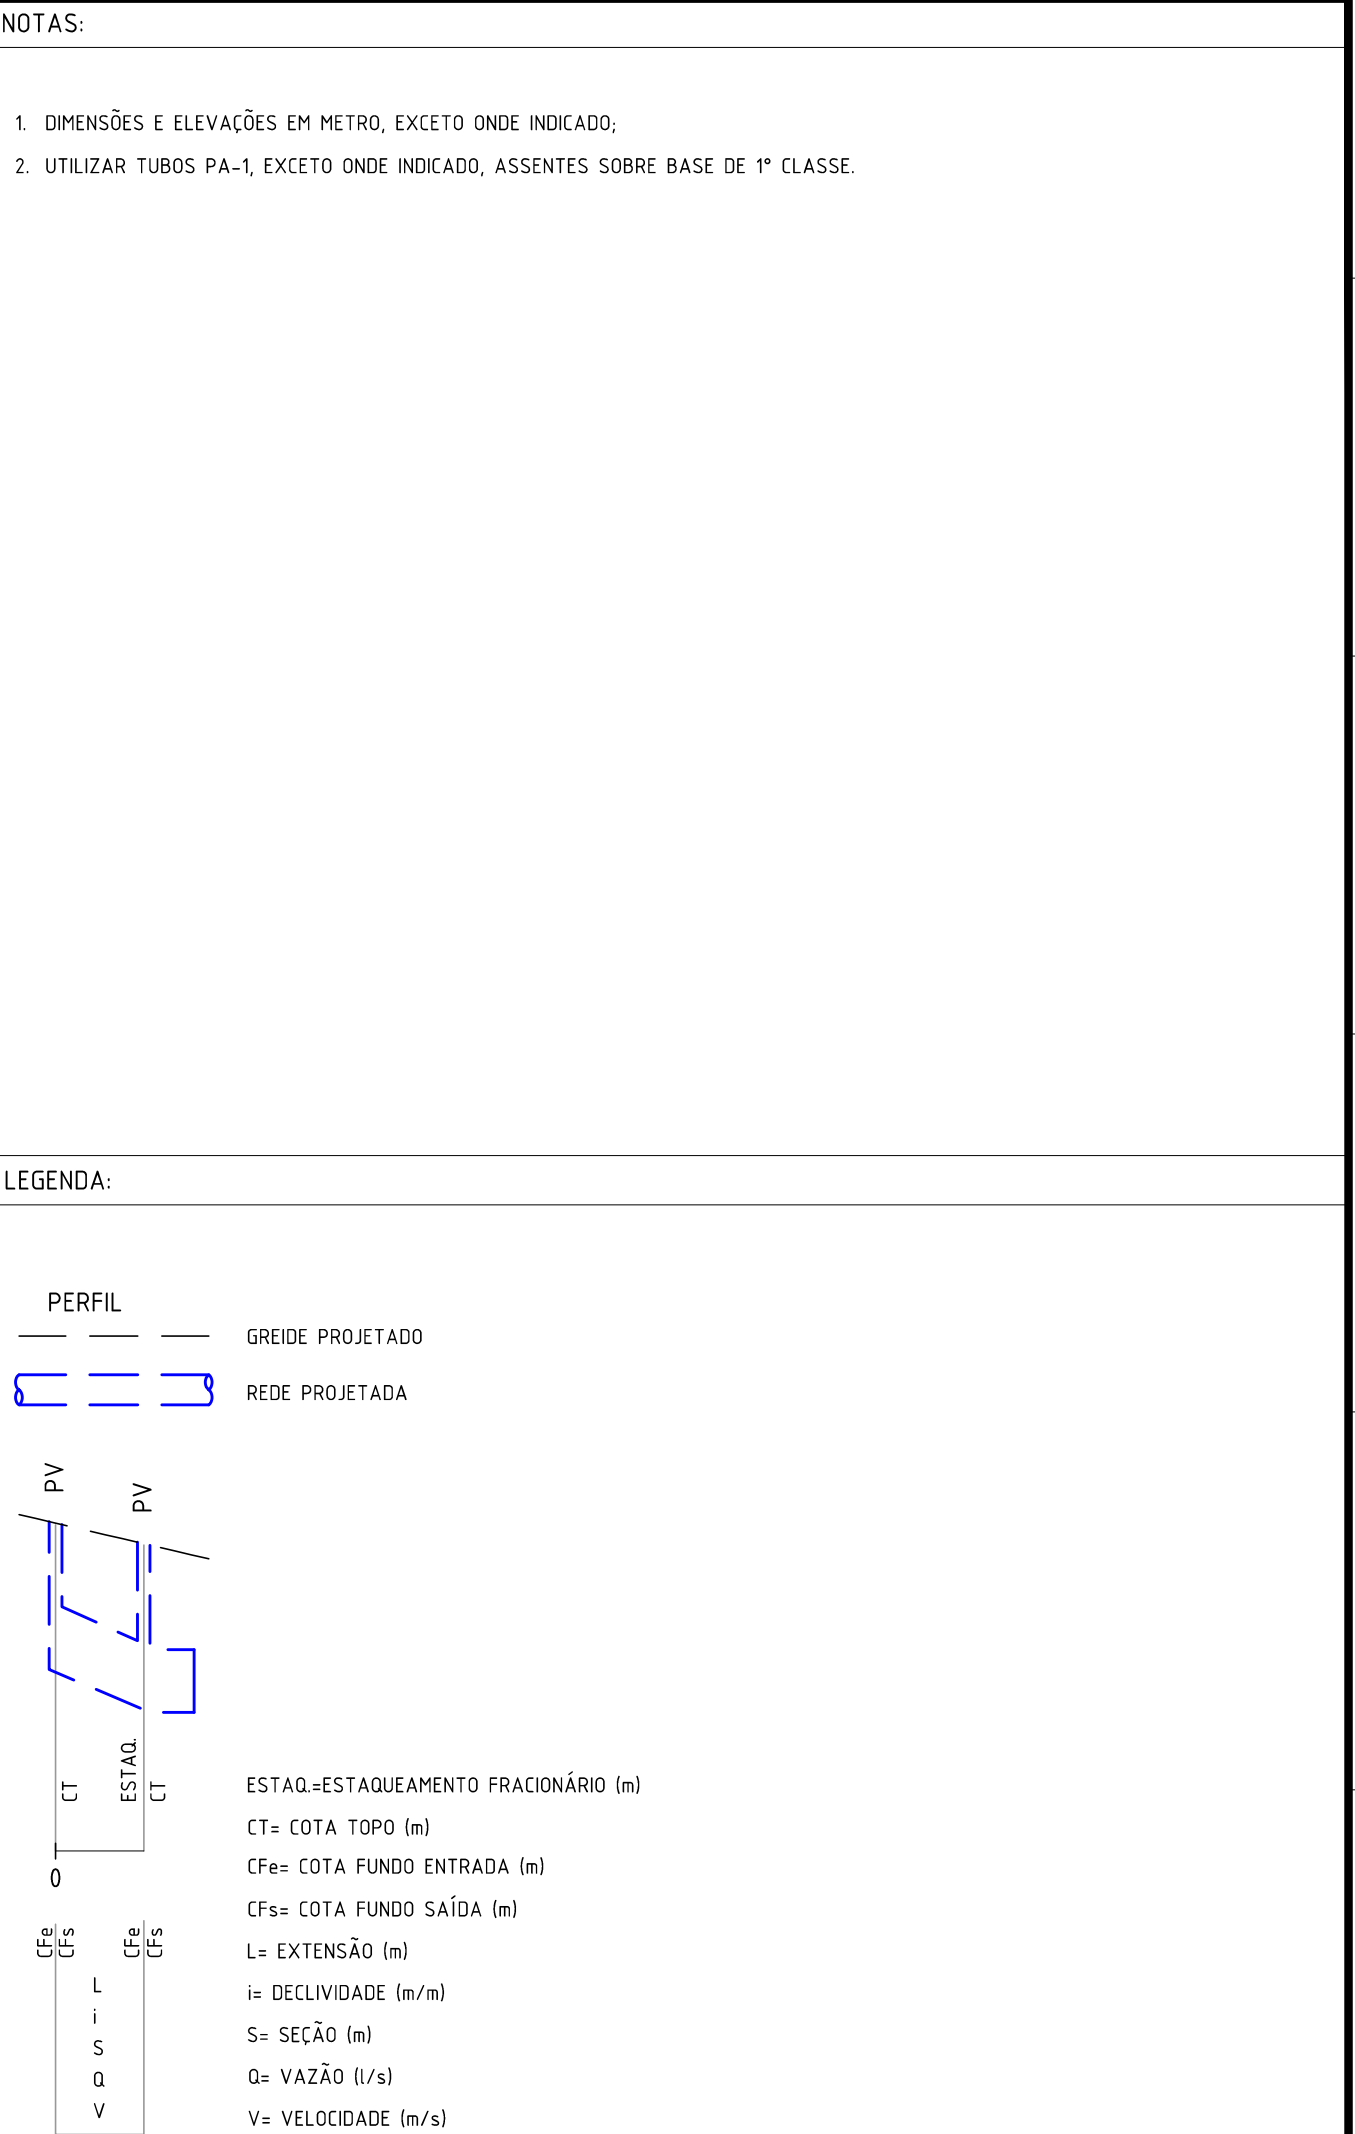 NOTAS:
1. DIMENSÕES E ELEVAÇÕES EM METRO, EXCETO ONDE INDICADO;
2. UTILIZAR TUBOS PA-1, EXCETO ONDE INDICADO, ASSENTES SOBRE BASE DE 1° CLASSE.
LEGENDA:
PERFIL
GREIDE PROJETADO
REDE PROJETADA
PV
PV
CT
ESTAQ.
CT
0
CFe
CFs
CFe
CFs
L
i
S
Q
V
ESTAQ.=ESTAQUEAMENTO FRACIONÁRIO (m)
CT= COTA TOPO (m)
CFe= COTA FUNDO ENTRADA (m)
CFs= COTA FUNDO SAÍDA (m)
L= EXTENSÃO (m)
i= DECLIVIDADE (m/m)
S= SEÇÃO (m)
Q= VAZÃO (l/s)
V= VELOCIDADE (m/s)